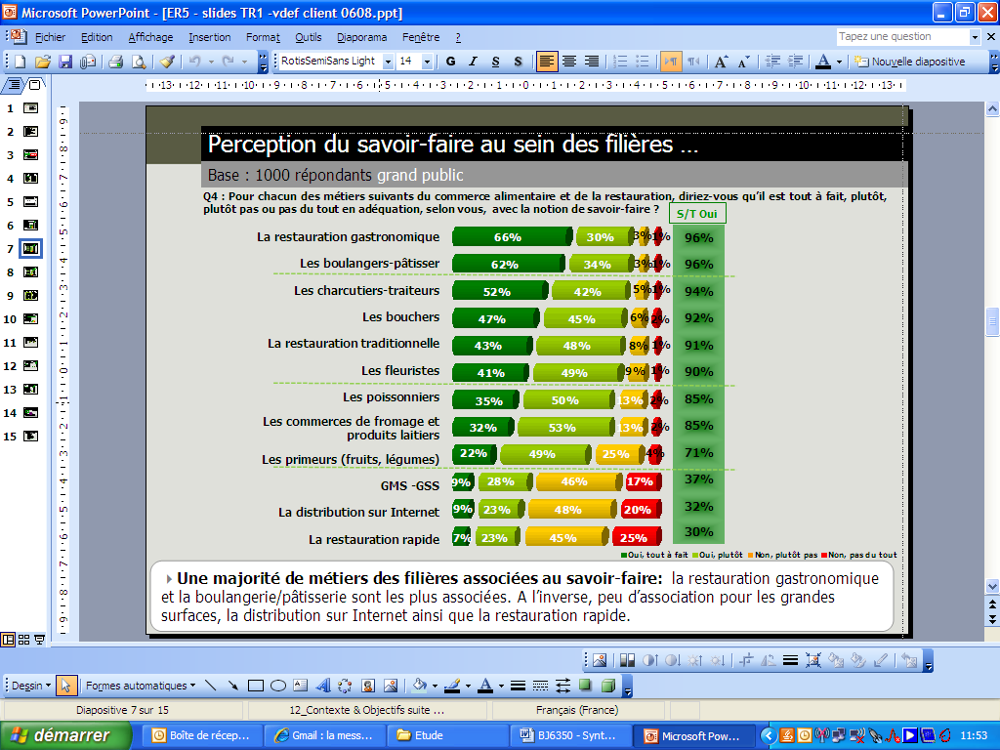 Microsoft PowerPoint - [ER5 - slides TR1 -vdef client 0608.ppt]
Fichier Edition Affichage Insertion Format Outils Diaporama Fenêtre ? Tapez une question
RotisSemiSans Light 14 G I S S Nouvelle diapositive
13 12 11 10 9 8 7 6 5 4 3 2 1 0 1 2 3 4 5 6 7 8 9 10 11 12 13
1
2
3
4
5
6
7
8
9
10
11
12
13
14
15
Perception du savoir-faire au sein des filières ...
Base : 1000 répondants grand public
Q4 : Pour chacun des métiers suivants du commerce alimentaire et de la restauration, diriez-vous qu'il est tout à fait, plutôt,
plutôt pas ou pas du tout en adéquation, selon vous, avec la notion de savoir-faire ?
S/T Oui
La restauration gastronomique 66% 30% 3% 1% 96%
Les boulangers-pâtisser 62% 34% 3% 1% 96%
Les charcutiers-traiteurs 52% 42% 5% 1% 94%
Les bouchers 47% 45% 6% 2% 92%
La restauration traditionnelle 43% 48% 8% 1% 91%
Les fleuristes 41% 49% 9% 1% 90%
Les poissonniers 35% 50% 13% 2% 85%
Les commerces de fromage et
produits laitiers 32% 53% 13% 2% 85%
Les primeurs (fruits, légumes) 22% 49% 25% 4% 71%
GMS -GSS 9% 28% 46% 17% 37%
La distribution sur Internet 9% 23% 48% 20% 32%
La restauration rapide 7% 23% 45% 25% 30%
Oui, tout à fait Oui, plutôt Non, plutôt pas Non, pas du tout
Une majorité de métiers des filières associées au savoir-faire: la restauration gastronomique
et la boulangerie/pâtisserie sont les plus associées. A l'inverse, peu d'association pour les grandes
surfaces, la distribution sur Internet ainsi que la restauration rapide.
Dessin Formes automatiques
Diapositive 7 sur 15 12_Contexte & Objectifs suite ... Français (France)
démarrer Boîte de récep... Gmail : la mess... Etude BJ6350 - Synt... Microsoft Pow... 11:53